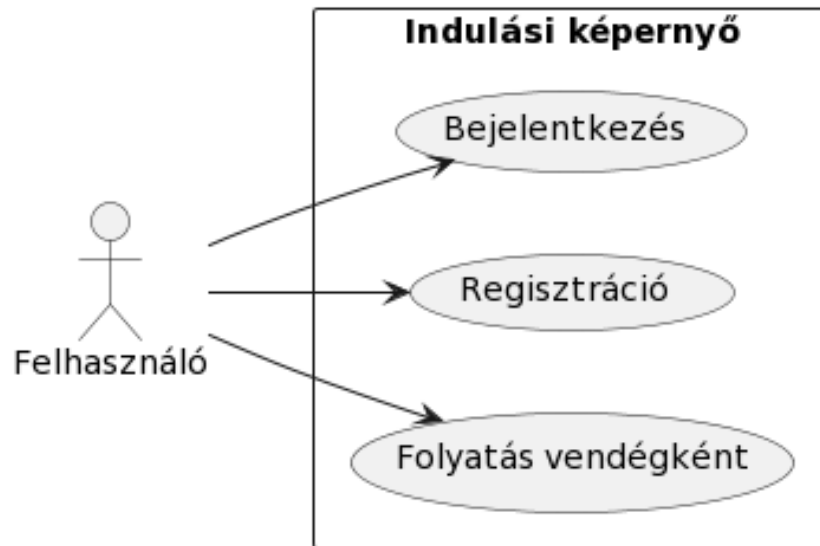 Indulási képernyő
Bejelentkezés
Regisztráció
Felhasználó
Folyatás vendégként